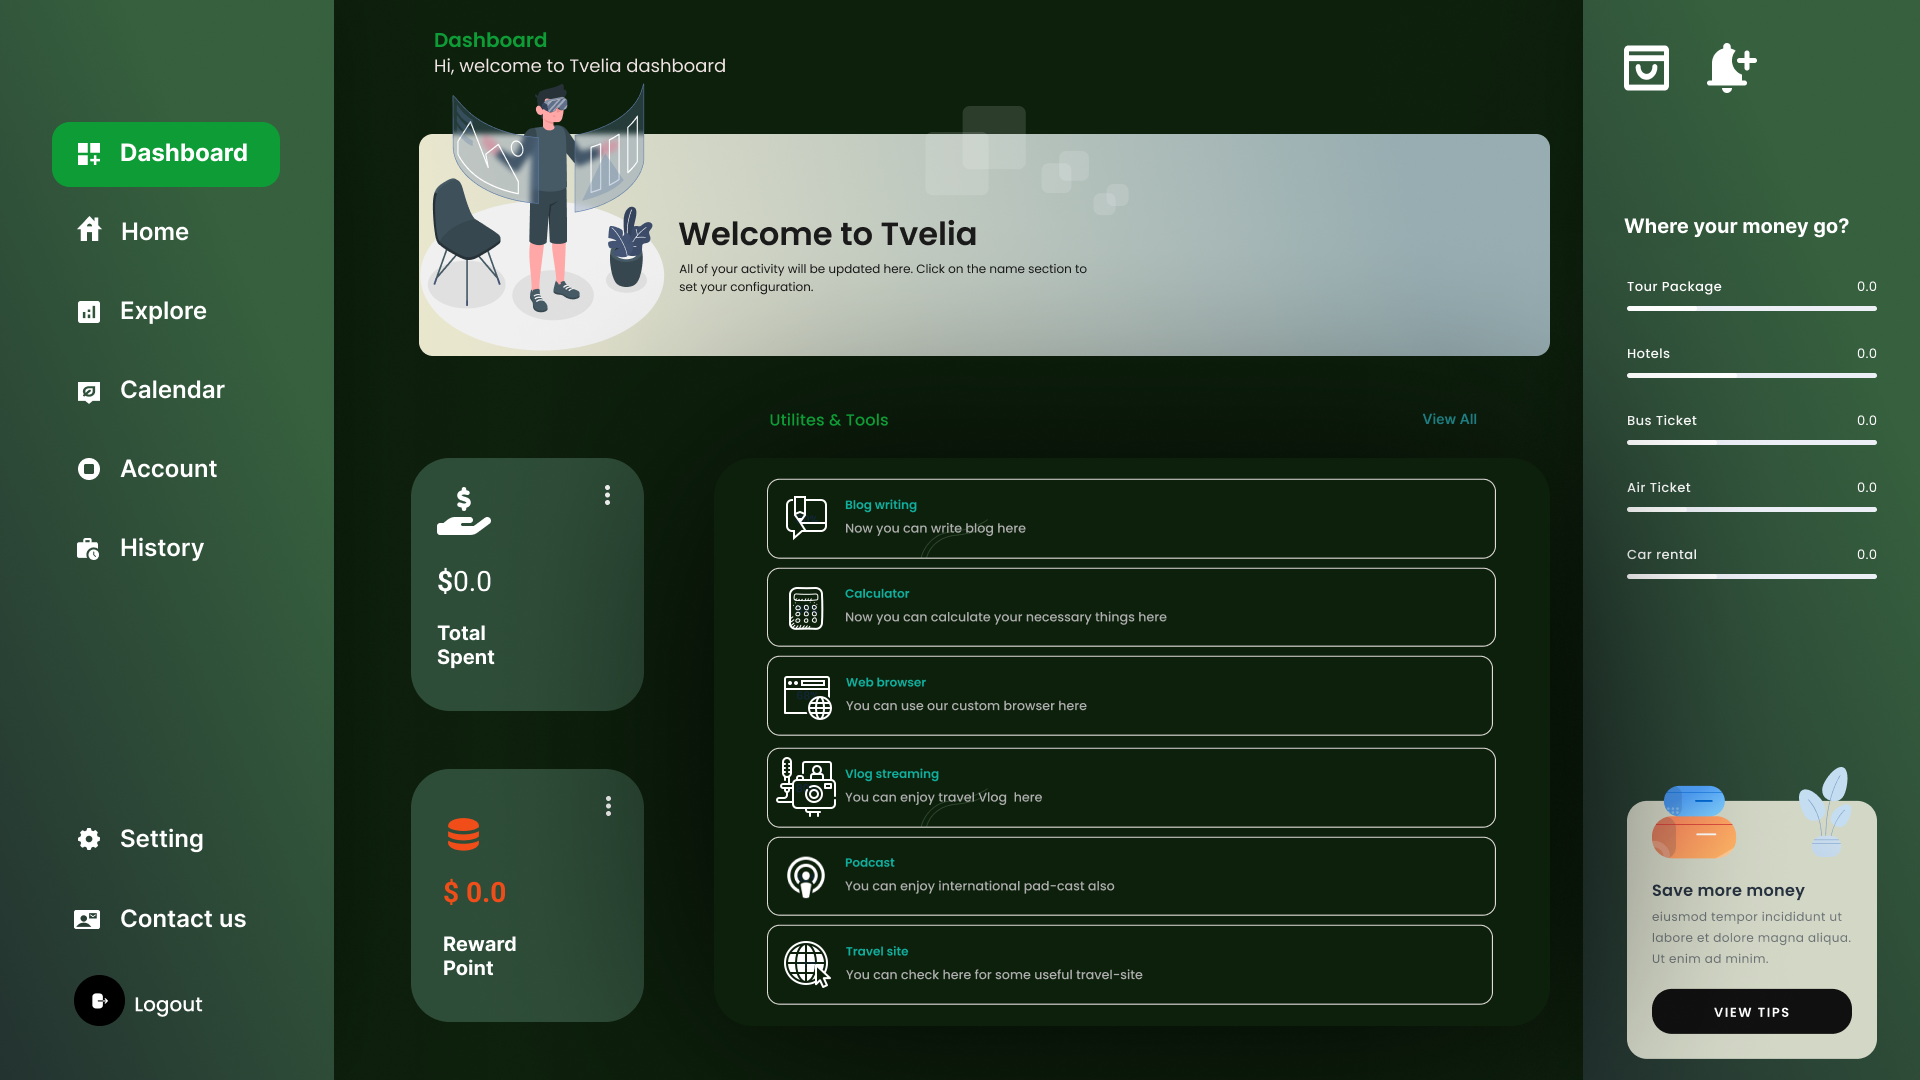 Dashboard
Home
Explore
Calendar
Account
History
Setting
Contact us
Logout
Dashboard
Hi, welcome to Tvelia dashboard
Welcome to Tvelia
All of your activity will be updated here. Click on the name section to
set your configuration.
$0.0
Total
Spent
$ 0.0
Reward
Point
Utilites & Tools
View All
Blog writing
Now you can write blog here
Calculator
Now you can calculate your necessary things here
Web browser
You can use our custom browser here
Vlog streaming
You can enjoy travel Vlog  here
Podcast
You can enjoy international pad-cast also
Travel site
You can check here for some useful travel-site
Where your money go?
Tour Package 0.0
Hotels 0.0
Bus Ticket 0.0
Air Ticket 0.0
Car rental 0.0
Save more money
eiusmod tempor incididunt ut
labore et dolore magna aliqua.
Ut enim ad minim.
VIEW TIPS